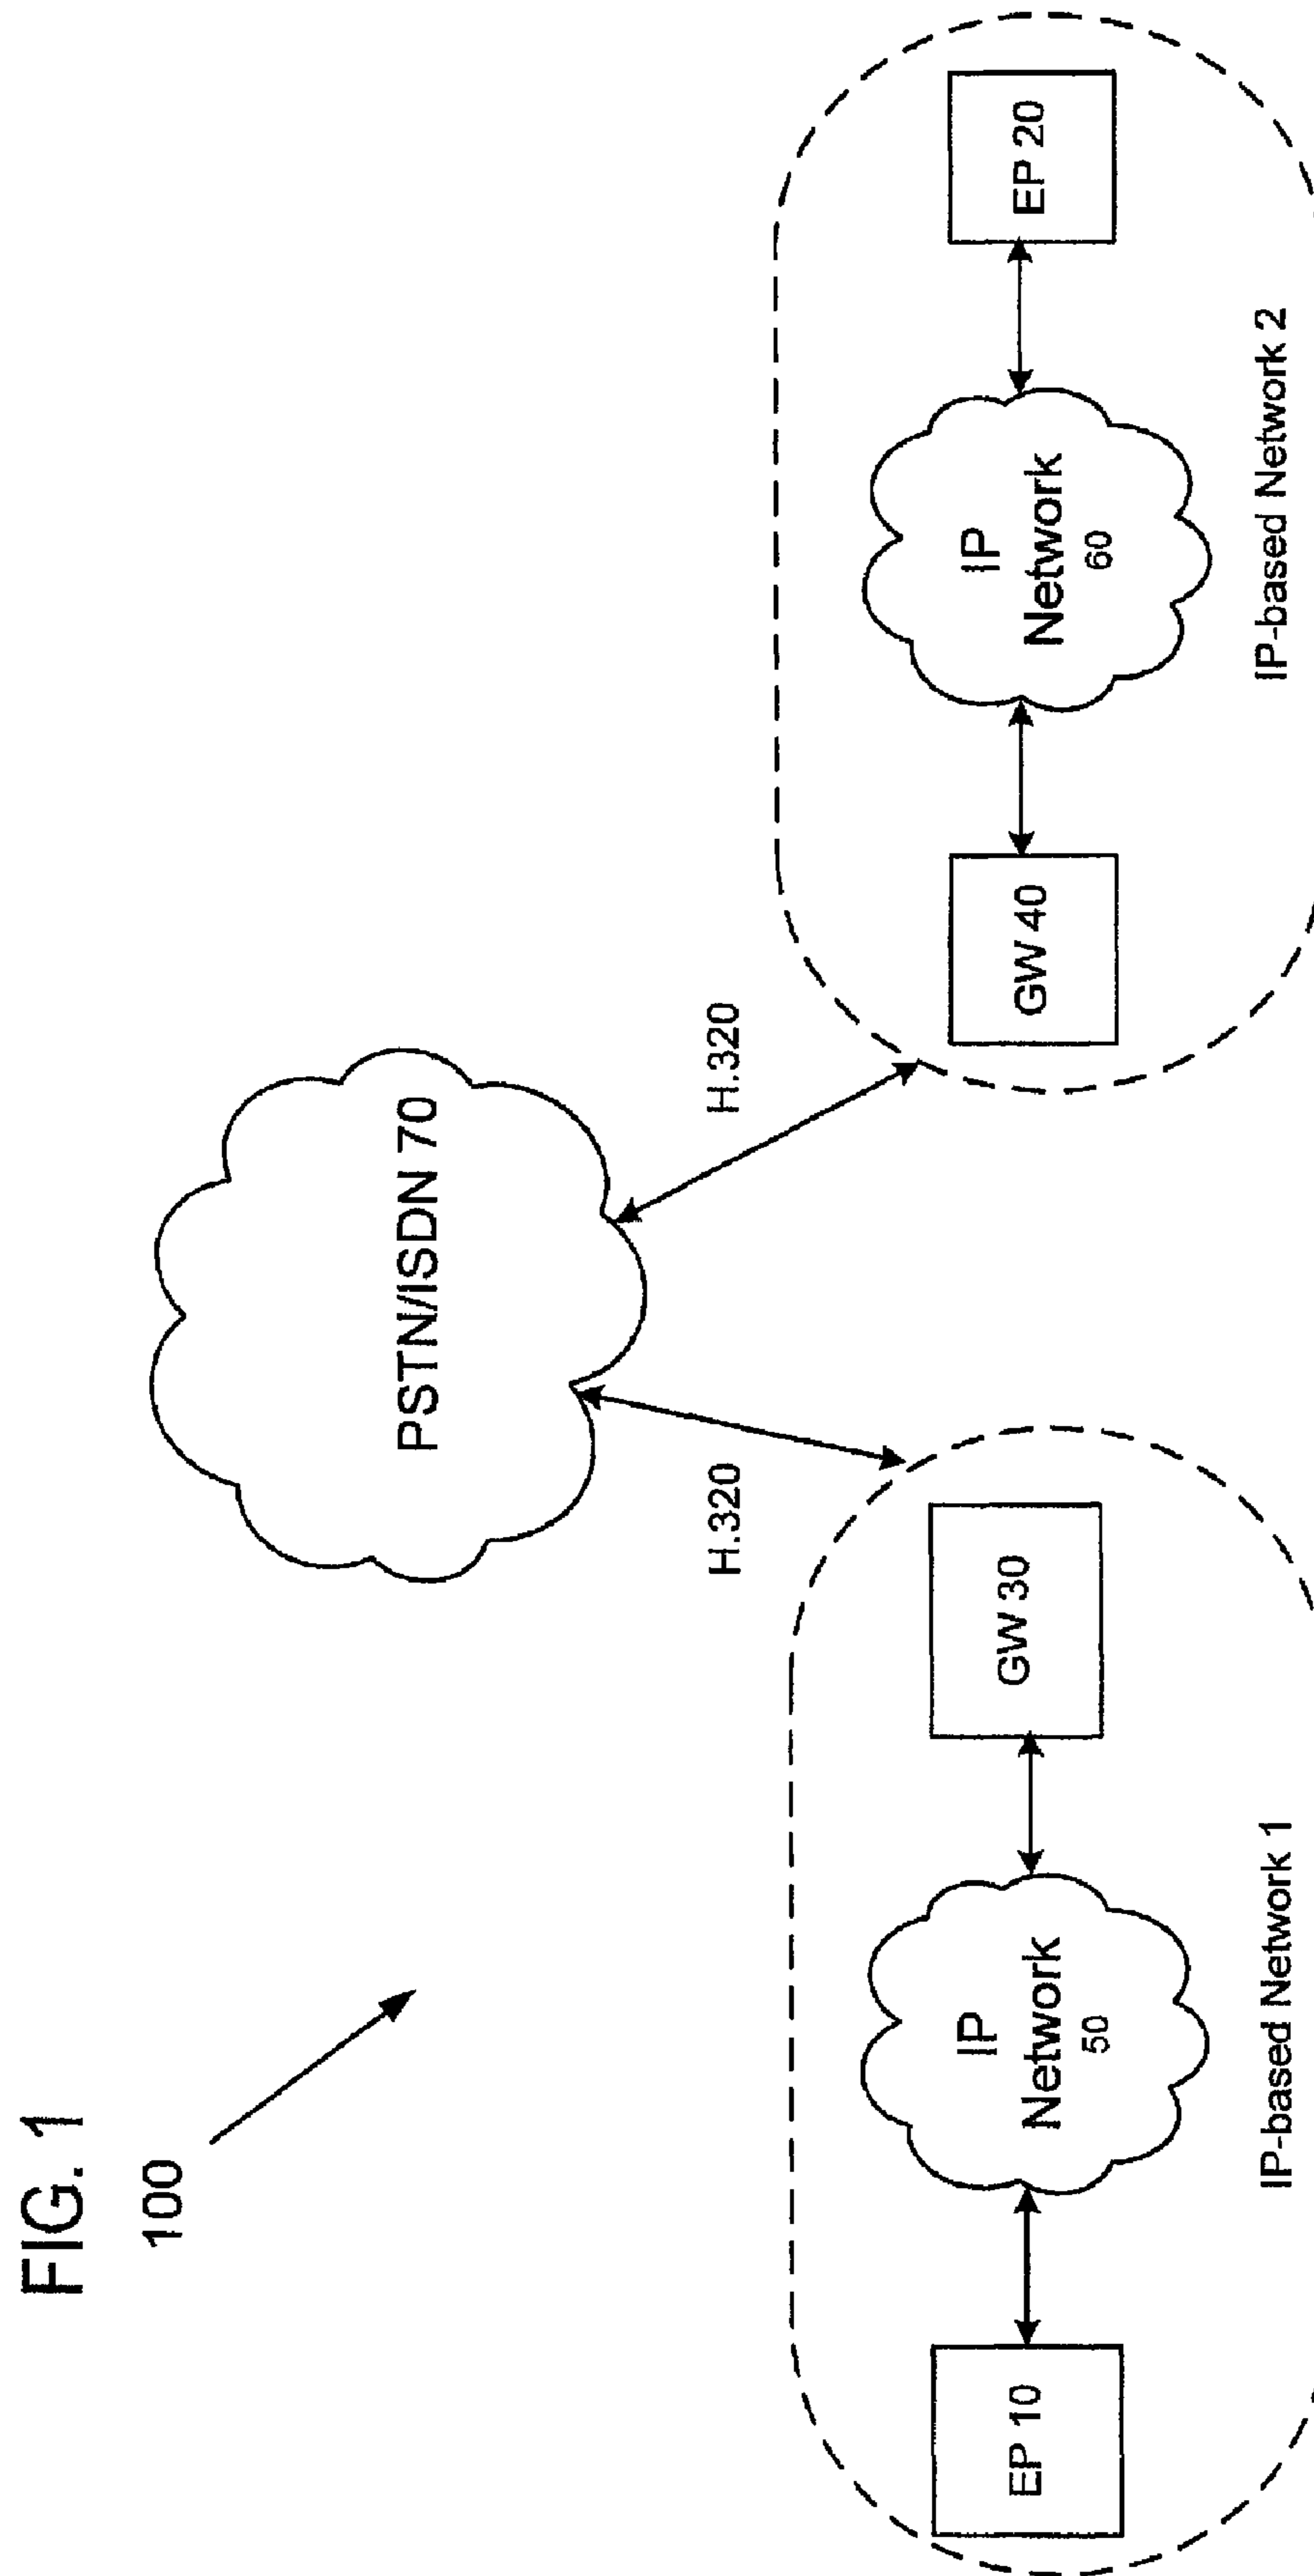 FIG. 1
100
PSTN/ISDN 70
H.320
H.320
EP 10
IP
Network
50
GW 30
IP-based Network 1
GW 40
IP
Network
60
EP 20
IP-based Network 2